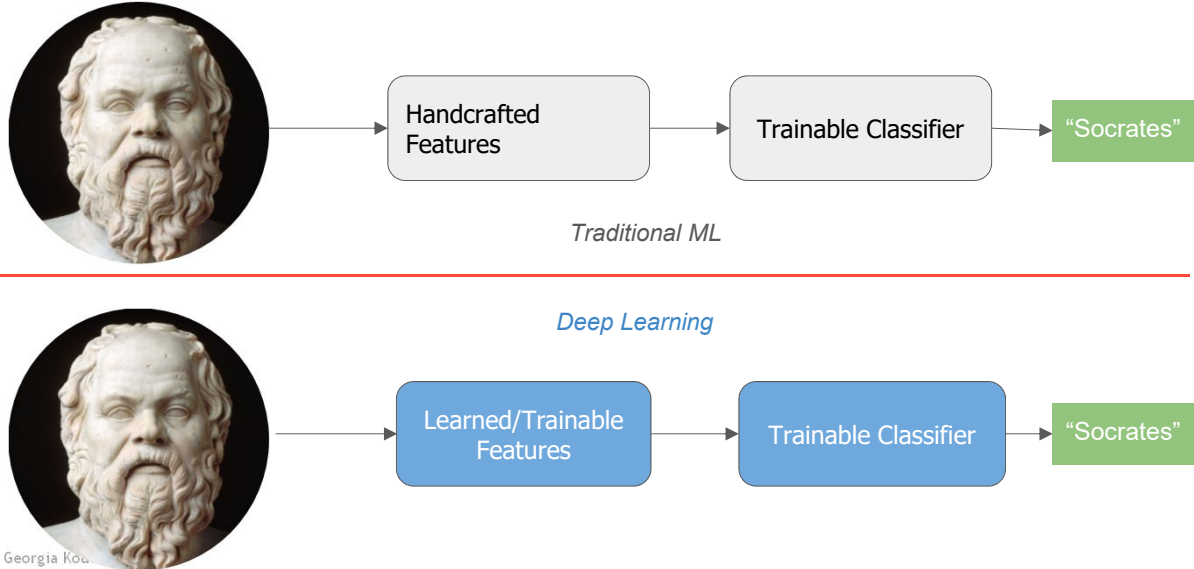 Handcrafted
Features
Trainable Classifier
“Socrates”
Traditional ML
Deep Learning
Learned/Trainable
Features
Trainable Classifier
“Socrates”
Georgia